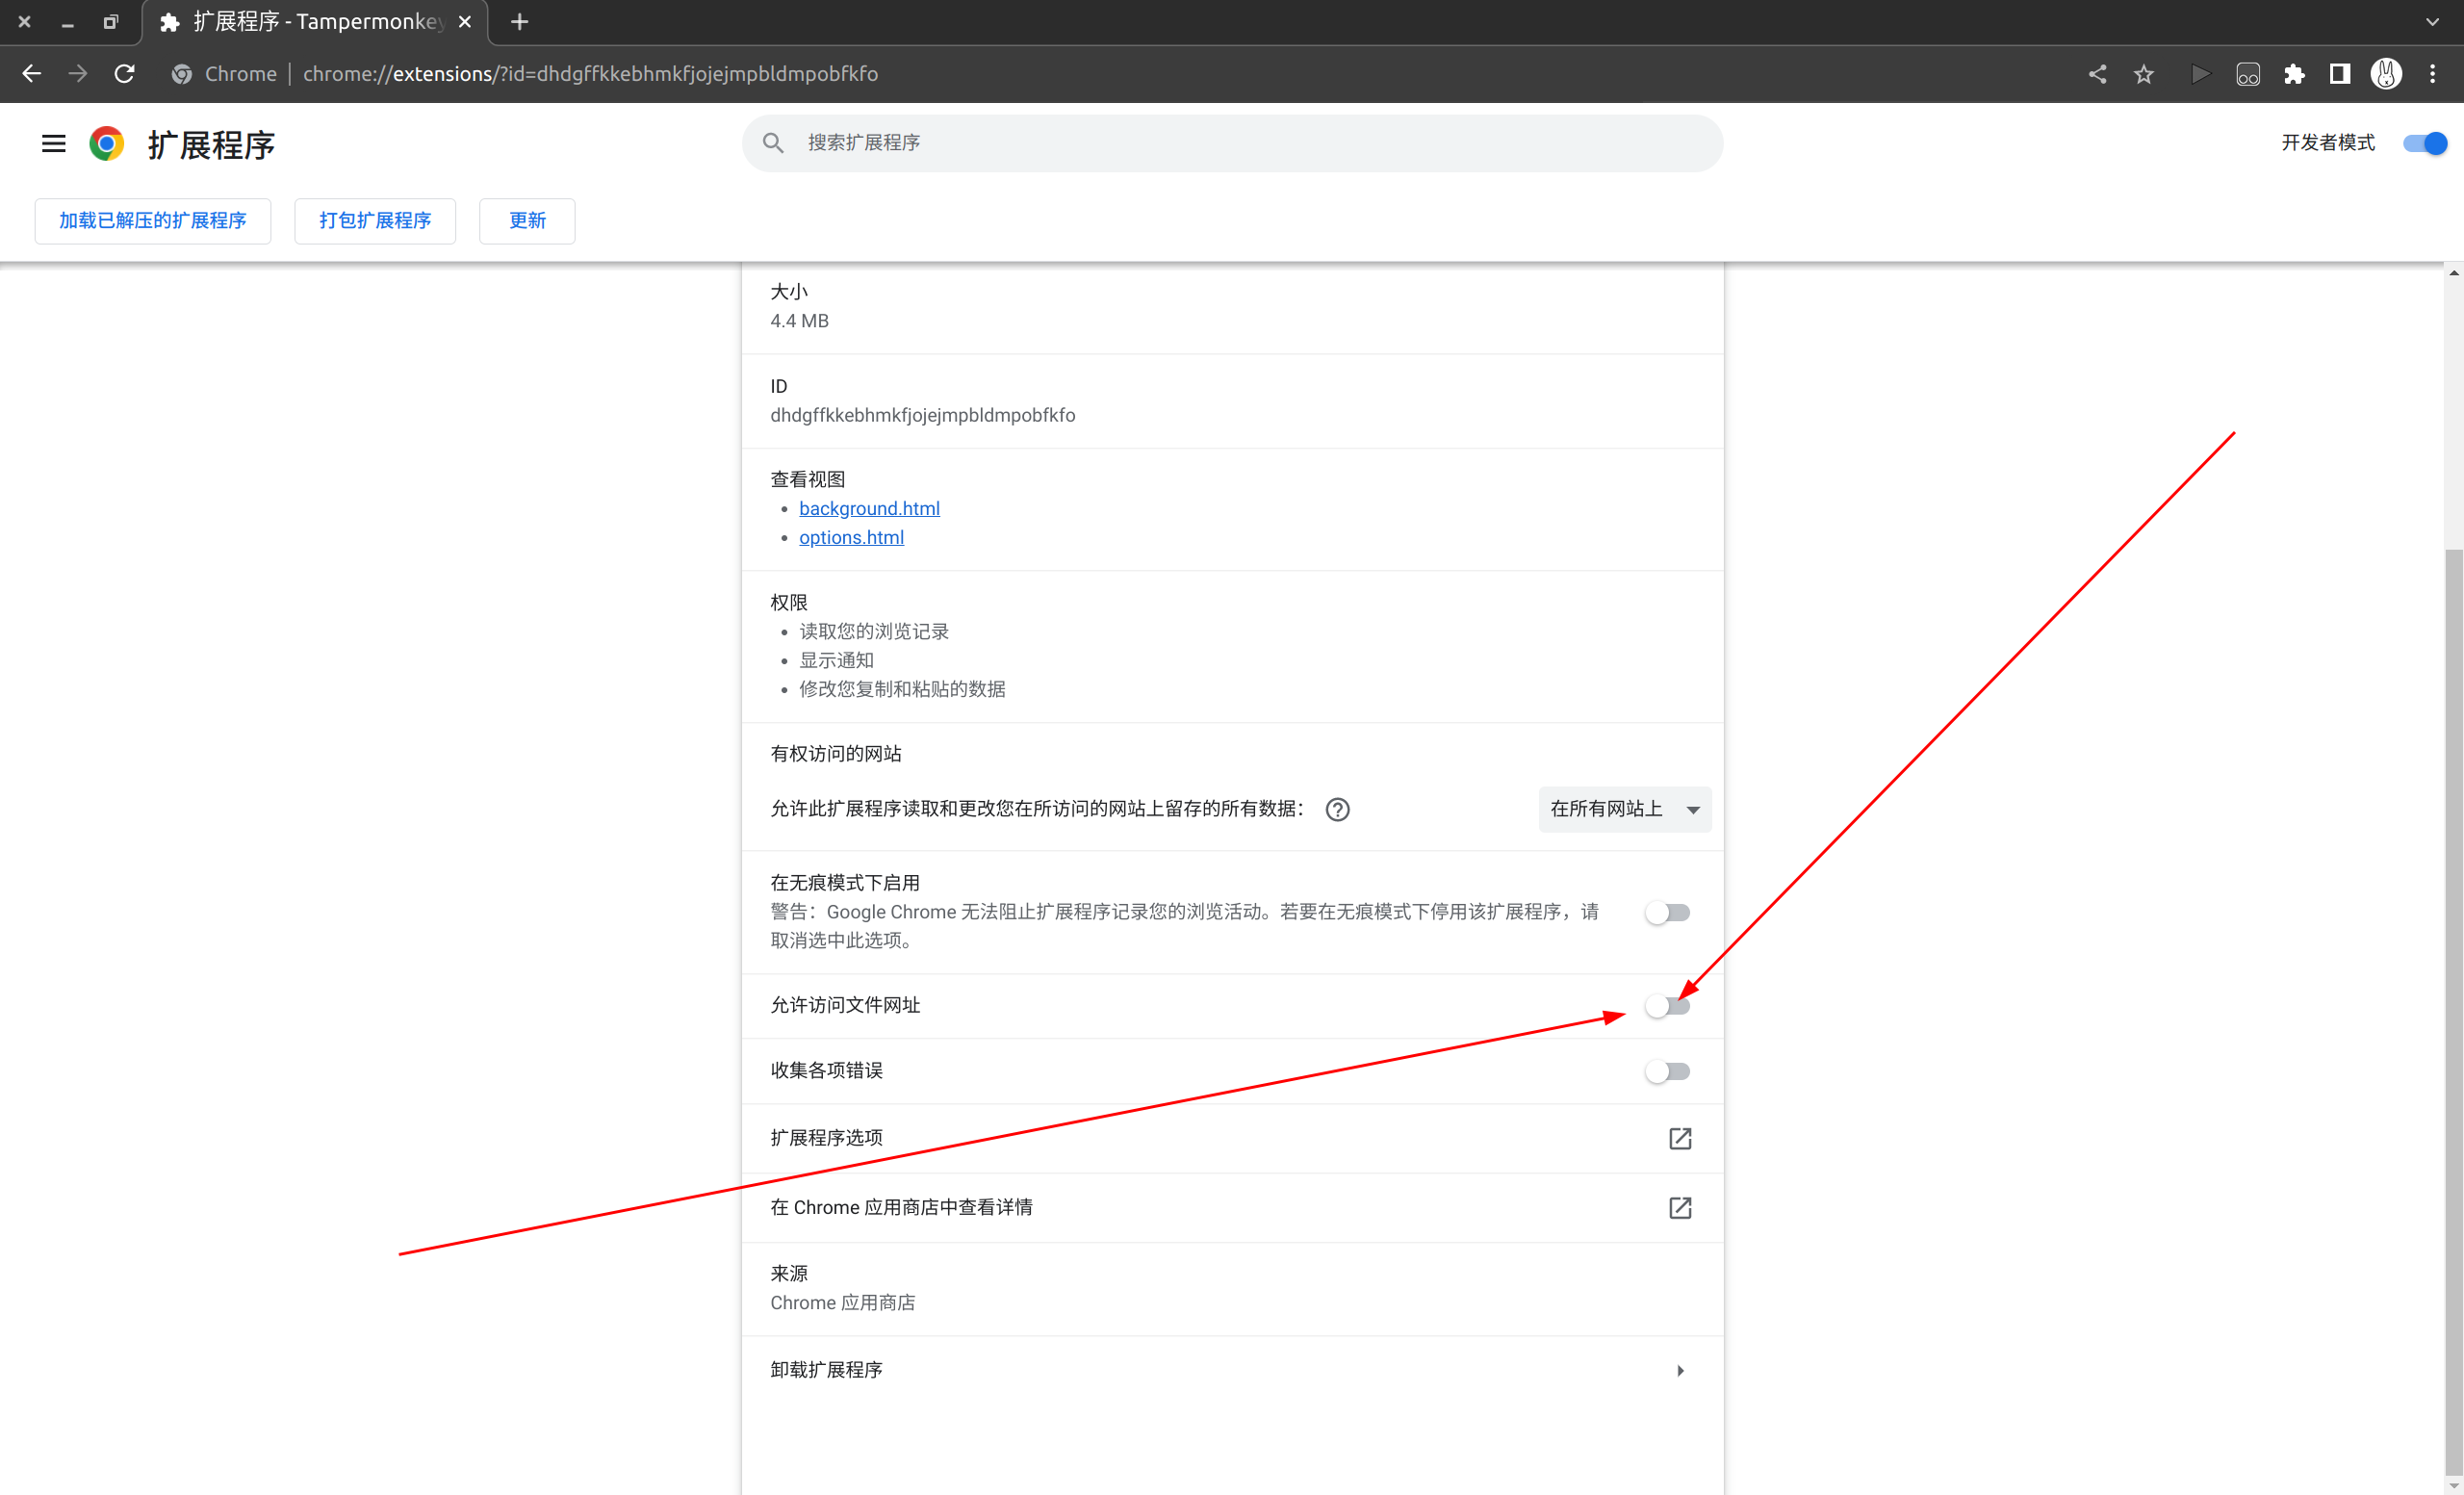 扩展程序 - Tampermonkey
Chrome | chrome://extensions/?id=dhdgffkkebhmkfjojejmpbldmpobfkfo
扩展程序
搜索扩展程序
开发者模式
加载已解压的扩展程序
打包扩展程序
更新
大小
4.4 MB
ID
dhdgffkkebhmkfjojejmpbldmpobfkfo
查看视图
background.html
options.html
权限
读取您的浏览记录
显示通知
修改您复制和粘贴的数据
有权访问的网站
允许此扩展程序读取和更改您在所访问的网站上留存的所有数据：
在所有网站上
在无痕模式下启用
警告：Google Chrome 无法阻止扩展程序记录您的浏览活动。若要在无痕模式下停用该扩展程序，请
取消选中此选项。
允许访问文件网址
收集各项错误
扩展程序选项
在 Chrome 应用商店中查看详情
来源
Chrome 应用商店
卸载扩展程序